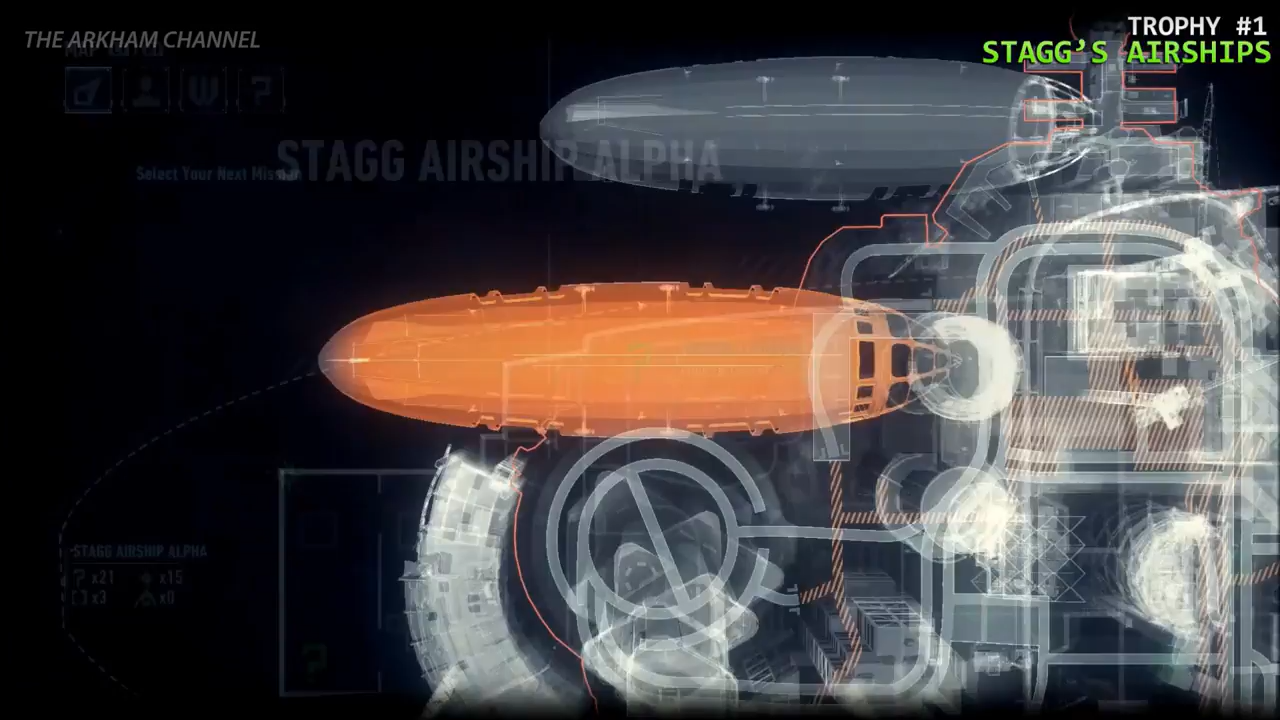 THE ARKHAM CHANNEL
TROPHY #1
STAGG'S AIRSHIPS
STAGG AIRSHIP ALPHA
Select Your Next Mission
STAGG AIRSHIP ALPHA
? x21
x15
x3
x0